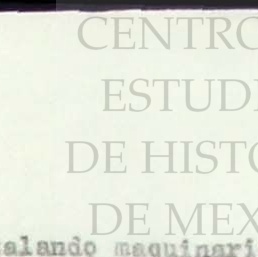 CENTRO
ESTUDI
DE HISTO
DE MEX
alando maquinari